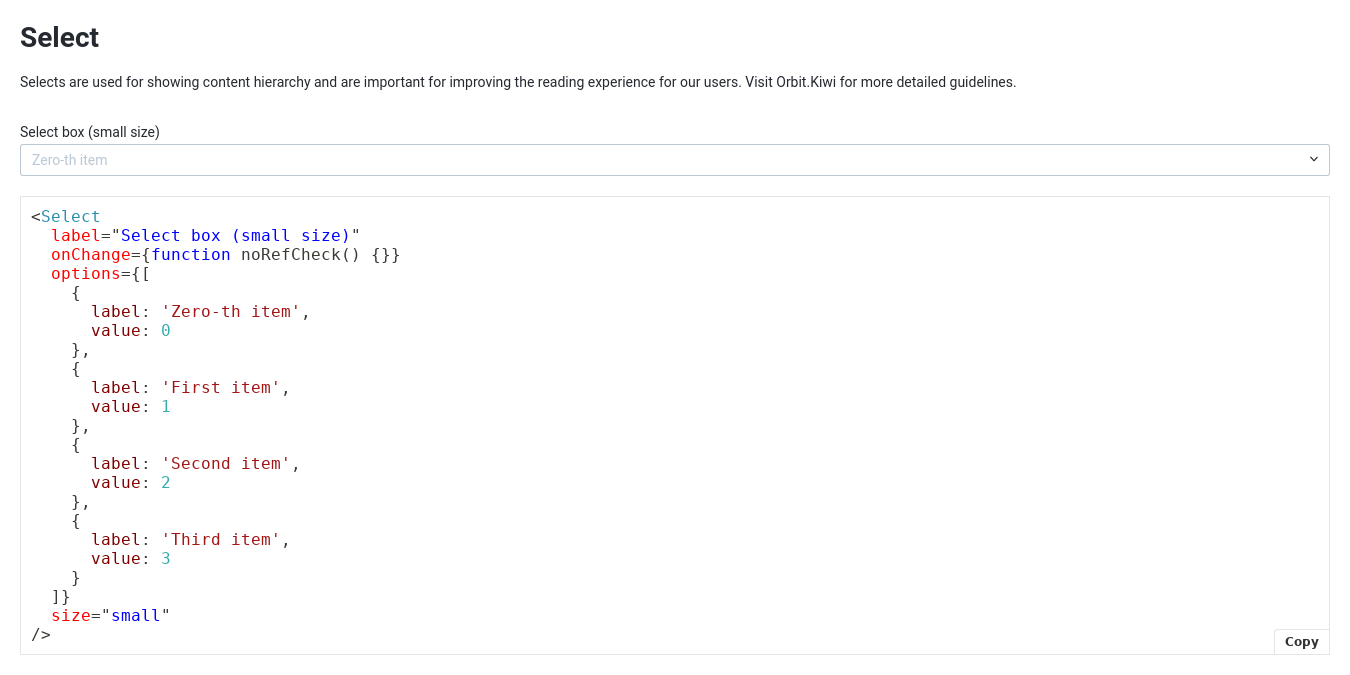 Select
Selects are used for showing content hierarchy and are important for improving the reading experience for our users. Visit Orbit.Kiwi for more detailed guidelines.
Select box (small size)
Zero-th item
<Select
  label="Select box (small size)"
  onChange={function noRefCheck() {}}
  options={[
    {
      label: 'Zero-th item',
      value: 0
    },
    {
      label: 'First item',
      value: 1
    },
    {
      label: 'Second item',
      value: 2
    },
    {
      label: 'Third item',
      value: 3
    }
  ]}
  size="small"
/>
Copy